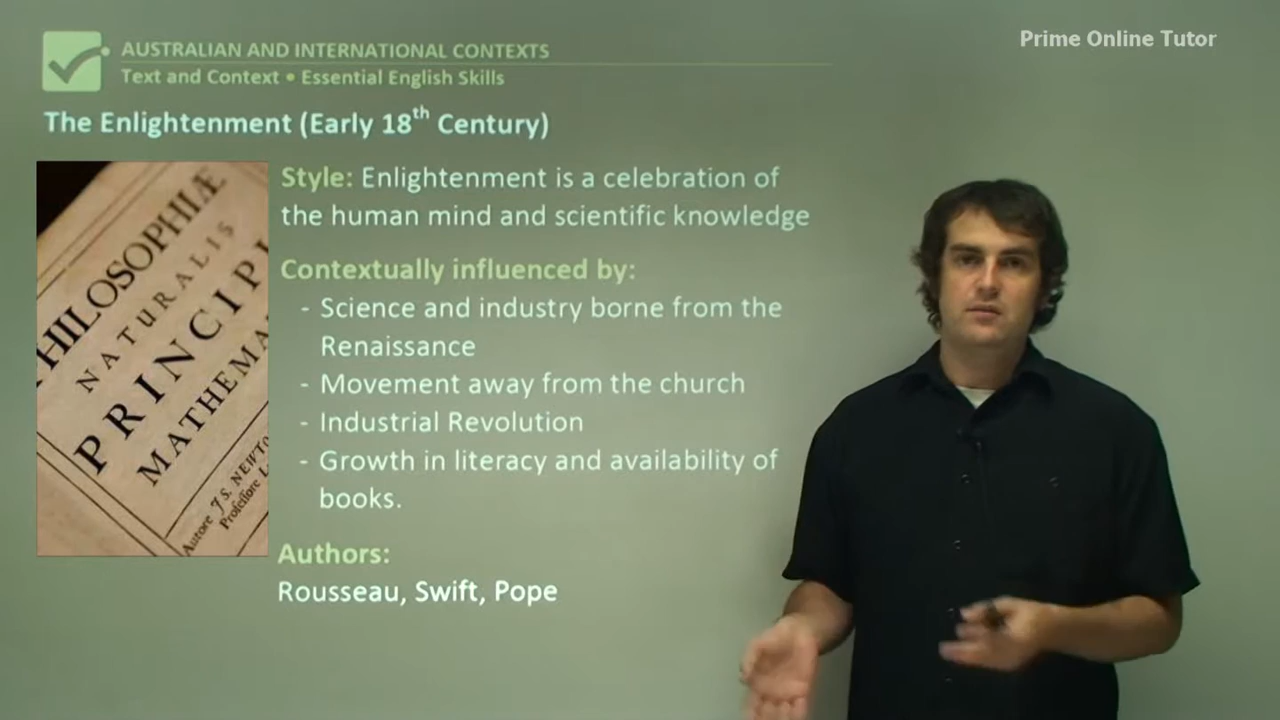 Prime Online Tutor
AUSTRALIAN AND INTERNATIONAL CONTEXTS
Text and Context • Essential English Skills
The Enlightenment (Early 18th Century)
Style: Enlightenment is a celebration of
the human mind and scientific knowledge
Contextually influenced by:
- Science and industry borne from the
Renaissance
- Movement away from the church
- Industrial Revolution
- Growth in literacy and availability of
books.
Authors:
Rousseau, Swift, Pope
HILOSOPHIÆ
NATURALIS
PRINCIPI
MATHEMA
Autore JS. NEWTO
Professore L